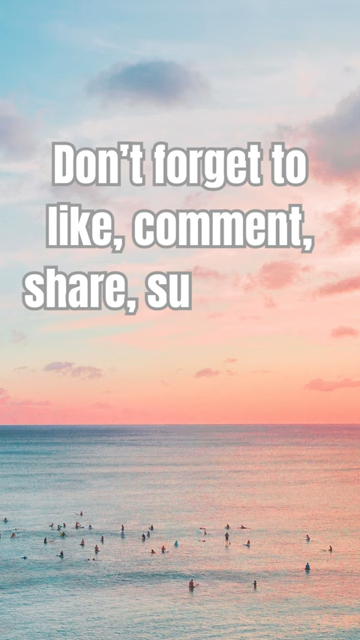 Don't forget to
like, comment,
share, su